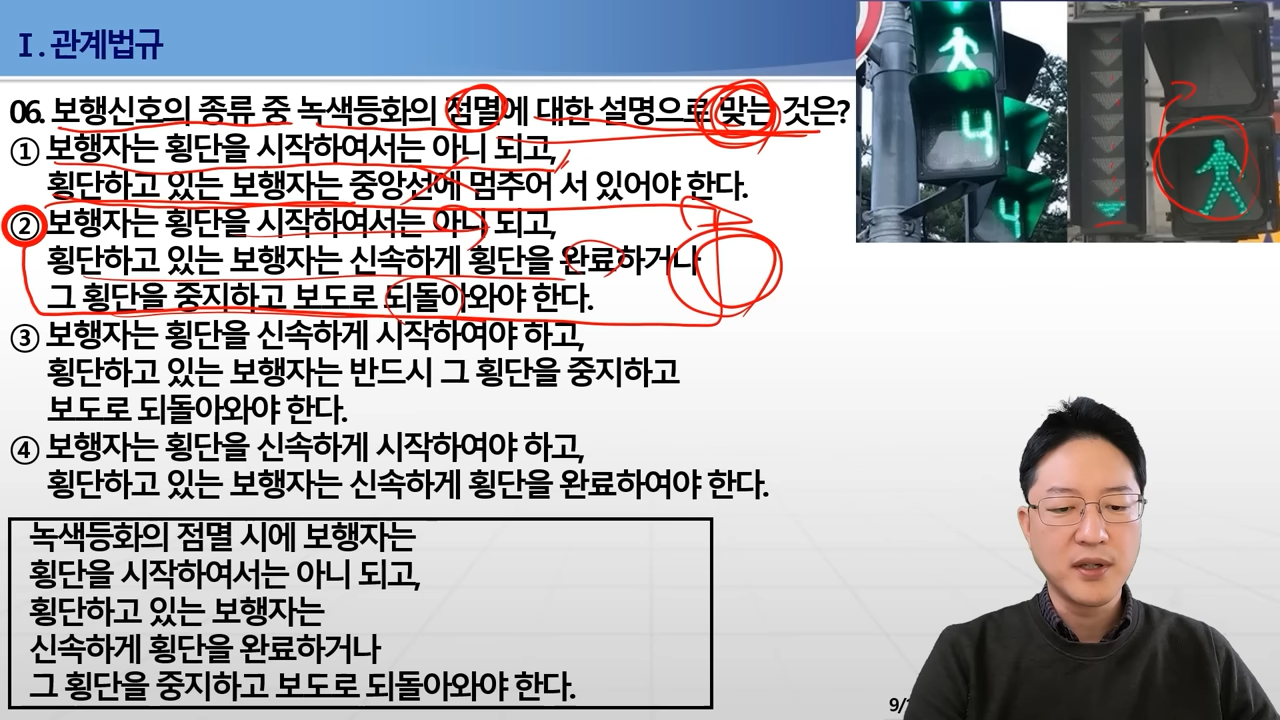 Ⅰ. 관계법규
06. 보행신호의 종류 중 녹색등화의 점멸에 대한 설명으로 맞는 것은?
① 보행자는 횡단을 시작하여서는 아니 되고,
횡단하고 있는 보행자는 중앙선에 멈추어 서 있어야 한다.
② 보행자는 횡단을 시작하여서는 아니 되고,
횡단하고 있는 보행자는 신속하게 횡단을 완료하거나
그 횡단을 중지하고 보도로 되돌아와야 한다.
③ 보행자는 횡단을 신속하게 시작하여야 하고,
횡단하고 있는 보행자는 반드시 그 횡단을 중지하고
보도로 되돌아와야 한다.
④ 보행자는 횡단을 신속하게 시작하여야 하고,
횡단하고 있는 보행자는 신속하게 횡단을 완료하여야 한다.
녹색등화의 점멸 시에 보행자는
횡단을 시작하여서는 아니 되고,
횡단하고 있는 보행자는
신속하게 횡단을 완료하거나
그 횡단을 중지하고 보도로 되돌아와야 한다.
4
4